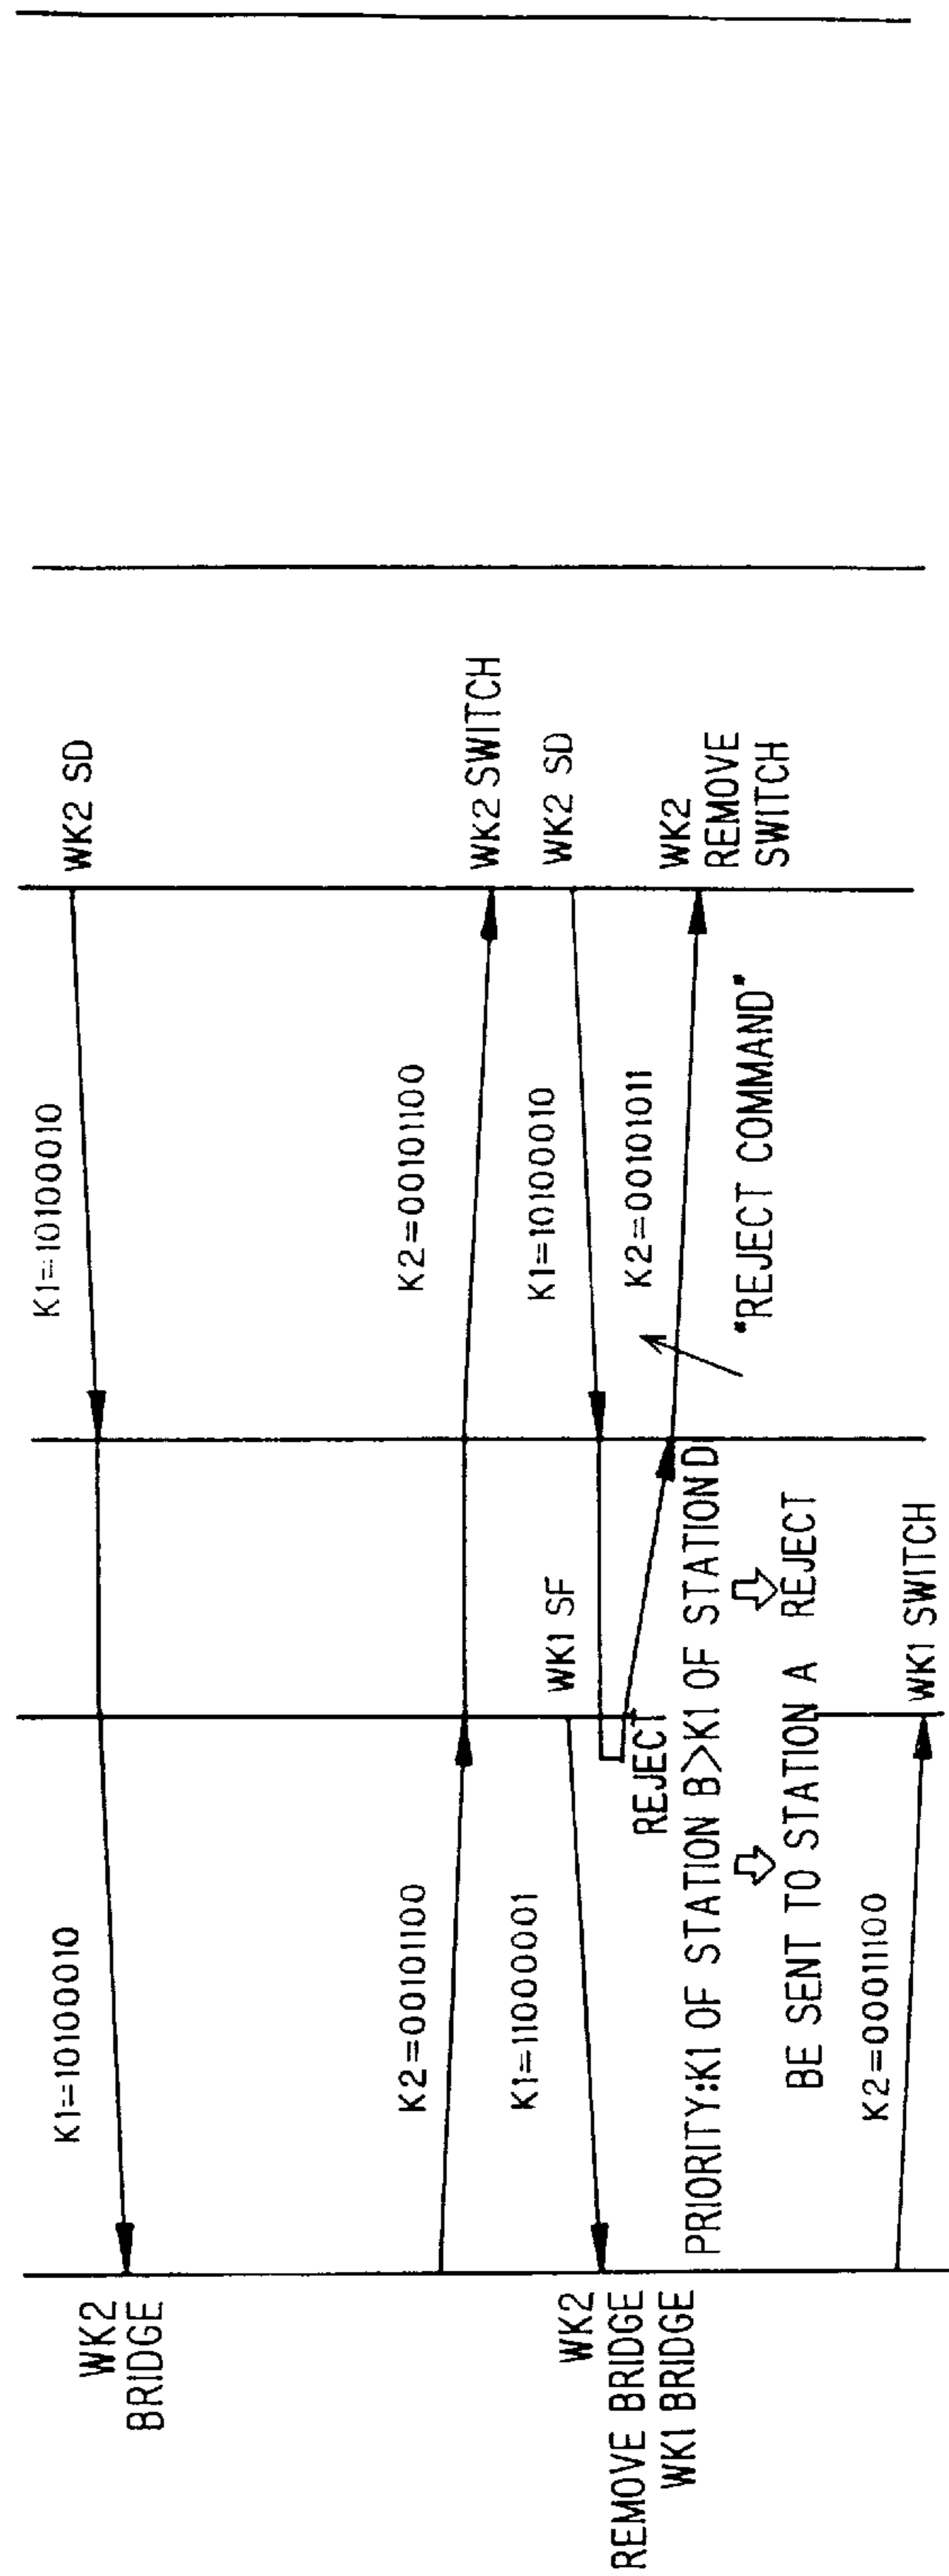 WK2 SD
K1=10100010
K1=10100010
WK2
BRIDGE
K2=00101100
K2=00101100
WK2 SWITCH
WK2 SD
K1=10100010
WK1 SF
K1=11000001
WK2
REMOVE BRIDGE
WK1 BRIDGE
REJECT
K2=00101011
WK2
REMOVE
SWITCH
"REJECT COMMAND"
PRIORITY:K1 OF STATION B>K1 OF STATION D
BE SENT TO STATION A REJECT
K2=00011100
WK1 SWITCH